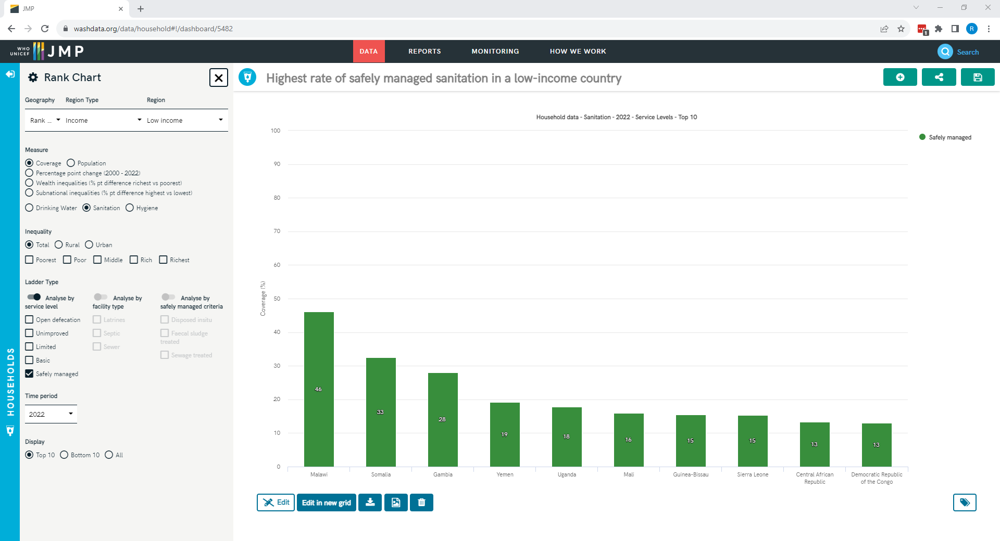 JMP
washdata.org/data/household#!/dashboard/5482
1
R
WHO
UNICEF
JMP
DATA
REPORTS
MONITORING
HOW WE WORK
Search
HOUSEHOLDS
Rank Chart
Geography
Region Type
Region
Rank ...
Income
Low income
Measure
Coverage
Population
Percentage point change (2000 - 2022)
Wealth inequalities (% pt difference richest vs poorest)
Subnational inequalities (% pt difference highest vs lowest)
Drinking Water
Sanitation
Hygiene
Inequality
Total
Rural
Urban
Poorest
Poor
Middle
Rich
Richest
Ladder Type
Analyse by
service level
Open defecation
Unimproved
Limited
Basic
Safely managed
Analyse by
facility type
Latrines
Septic
Sewer
Analyse by
safely managed criteria
Disposed insitu
Faecal sludge
treated
Sewage treated
Time period
2022
Display
Top 10
Bottom 10
All
Highest rate of safely managed sanitation in a low-income country
Household data - Sanitation - 2022 - Service Levels - Top 10
Safely managed
Coverage (%)
100
90
80
70
60
50
40
30
20
10
0
46
33
28
19
18
16
15
15
13
13
Malawi
Somalia
Gambia
Yemen
Uganda
Mali
Guinea-Bissau
Sierra Leone
Central African
Republic
Democratic Republic
of the Congo
Edit
Edit in new grid